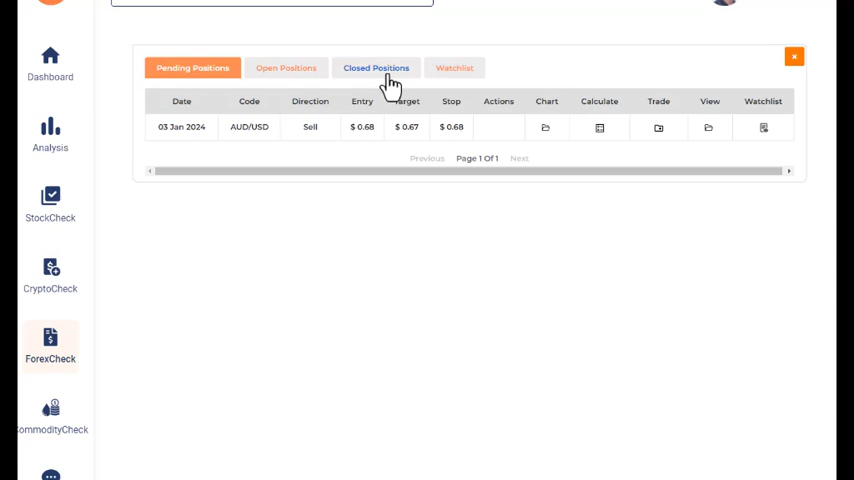 Dashboard
Analysis
StockCheck
CryptoCheck
ForexCheck
CommodityCheck
Pending Positions Open Positions Closed Positions Watchlist ×
Date Code Direction Entry Target Stop Actions Chart Calculate Trade View Watchlist
03 Jan 2024 AUD/USD Sell $ 0.68 $ 0.67 $ 0.68
Previous Page 1 Of 1 Next